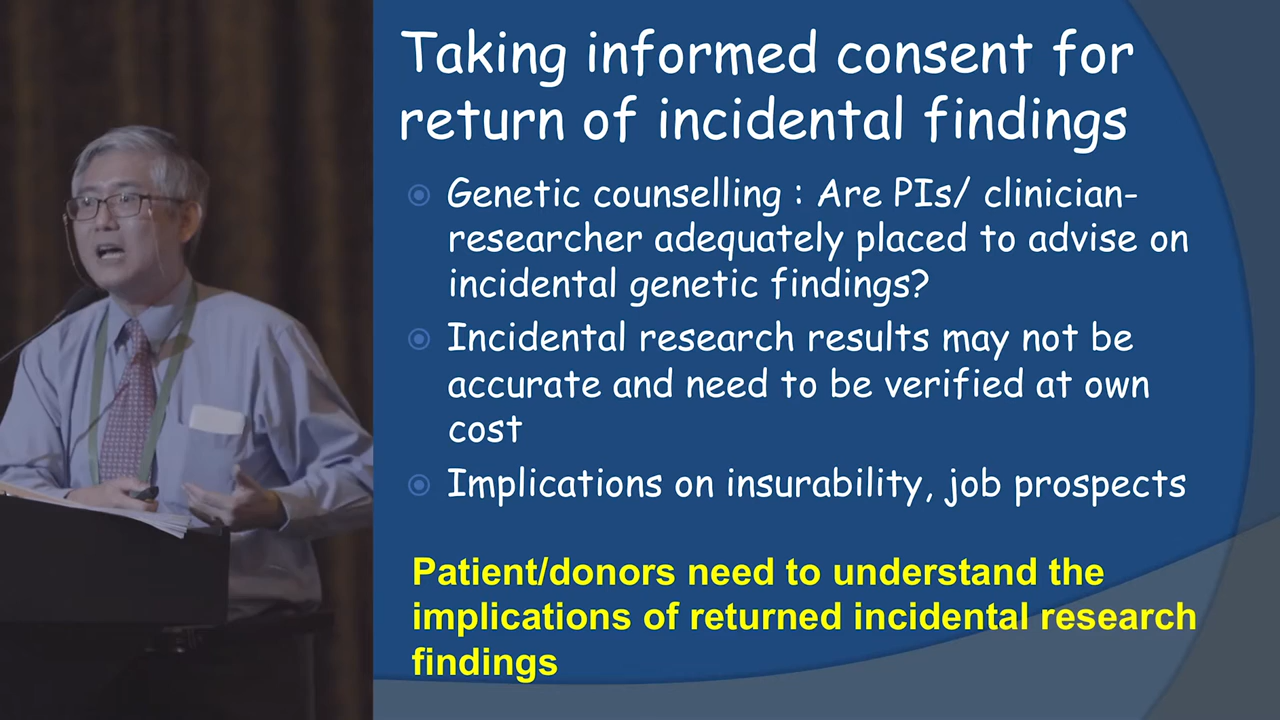 Taking informed consent for
return of incidental findings
Genetic counselling : Are PIs/ clinician-
researcher adequately placed to advise on
incidental genetic findings?
Incidental research results may not be
accurate and need to be verified at own
cost
Implications on insurability, job prospects
Patient/donors need to understand the
implications of returned incidental research
findings